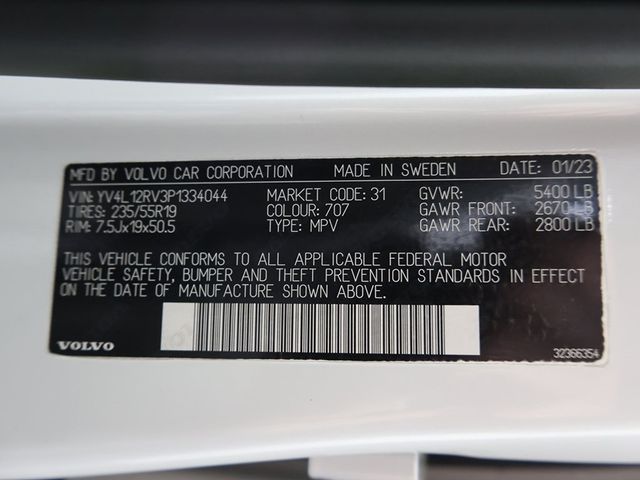 MFD BY VOLVO CAR CORPORATION MADE IN SWEDEN DATE: 01/23
VIN: YV4L12RV3P1334044 MARKET CODE: 31 GVWR: 5400 LB
TIRES: 235/55R19 COLOUR: 707 GAWR FRONT: 2670 LB
RIM: 7.5Jx19x50.5 TYPE: MPV GAWR REAR: 2800 LB
THIS VEHICLE CONFORMS TO ALL APPLICABLE FEDERAL MOTOR
VEHICLE SAFETY, BUMPER AND THEFT PREVENTION STANDARDS IN EFFECT
ON THE DATE OF MANUFACTURE SHOWN ABOVE.
VOLVO 32366354